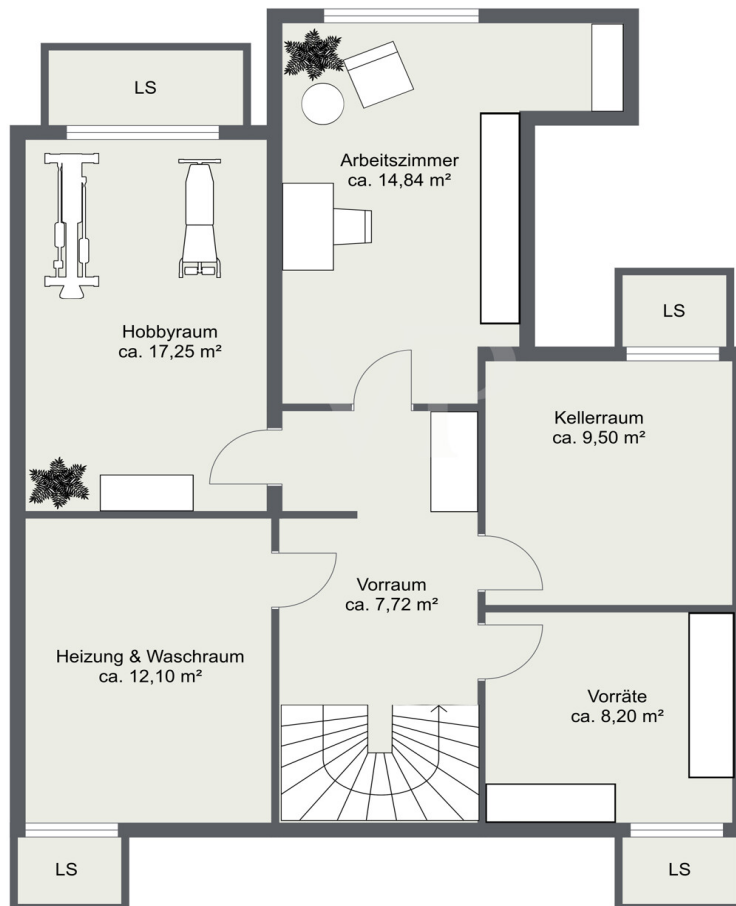 LS
Arbeitszimmer
ca. 14,84 m²
Hobbyraum
ca. 17,25 m²
LS
Kellerraum
ca. 9,50 m²
Vorraum
ca. 7,72 m²
Heizung & Waschraum
ca. 12,10 m²
Vorräte
ca. 8,20 m²
LS
LS